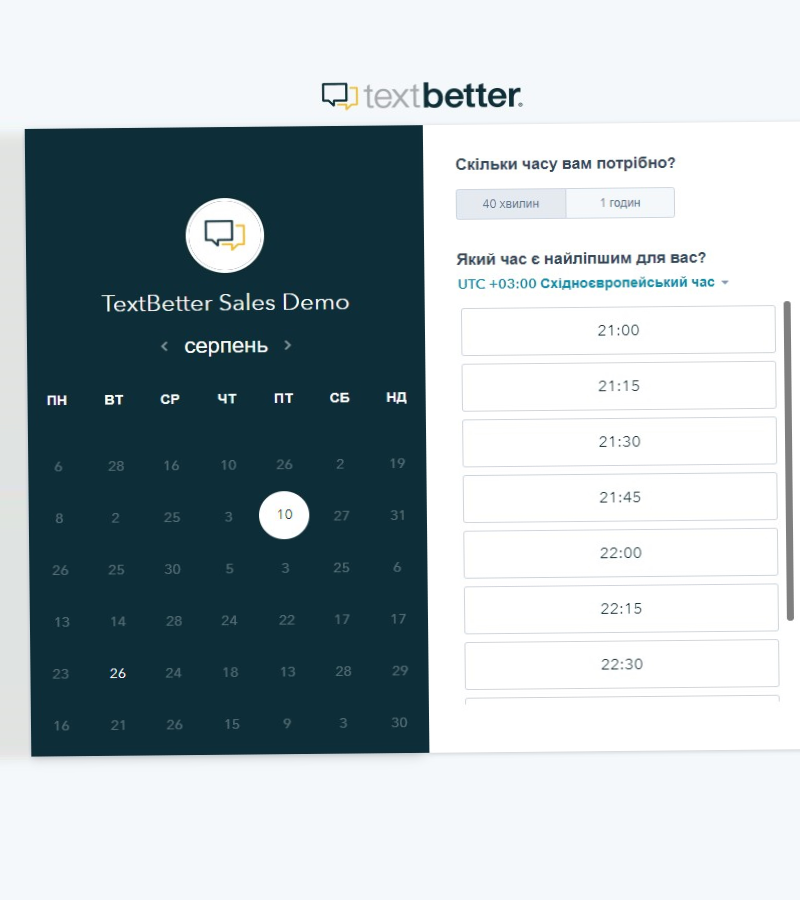 textbetter.
TextBetter Sales Demo
серпень
ПН ВТ СР ЧТ ПТ СБ НД
6 28 16 10 26 2 19
8 2 25 3 10 27 31
26 25 30 5 3 25 6
13 14 28 24 22 17 17
23 26 24 18 13 28 29
16 21 26 15 9 3 30
Скільки часу вам потрібно?
40 хвилин 1 годин
Який час є найліпшим для вас?
UTC +03:00 Східноєвропейський час
21:00
21:15
21:30
21:45
22:00
22:15
22:30